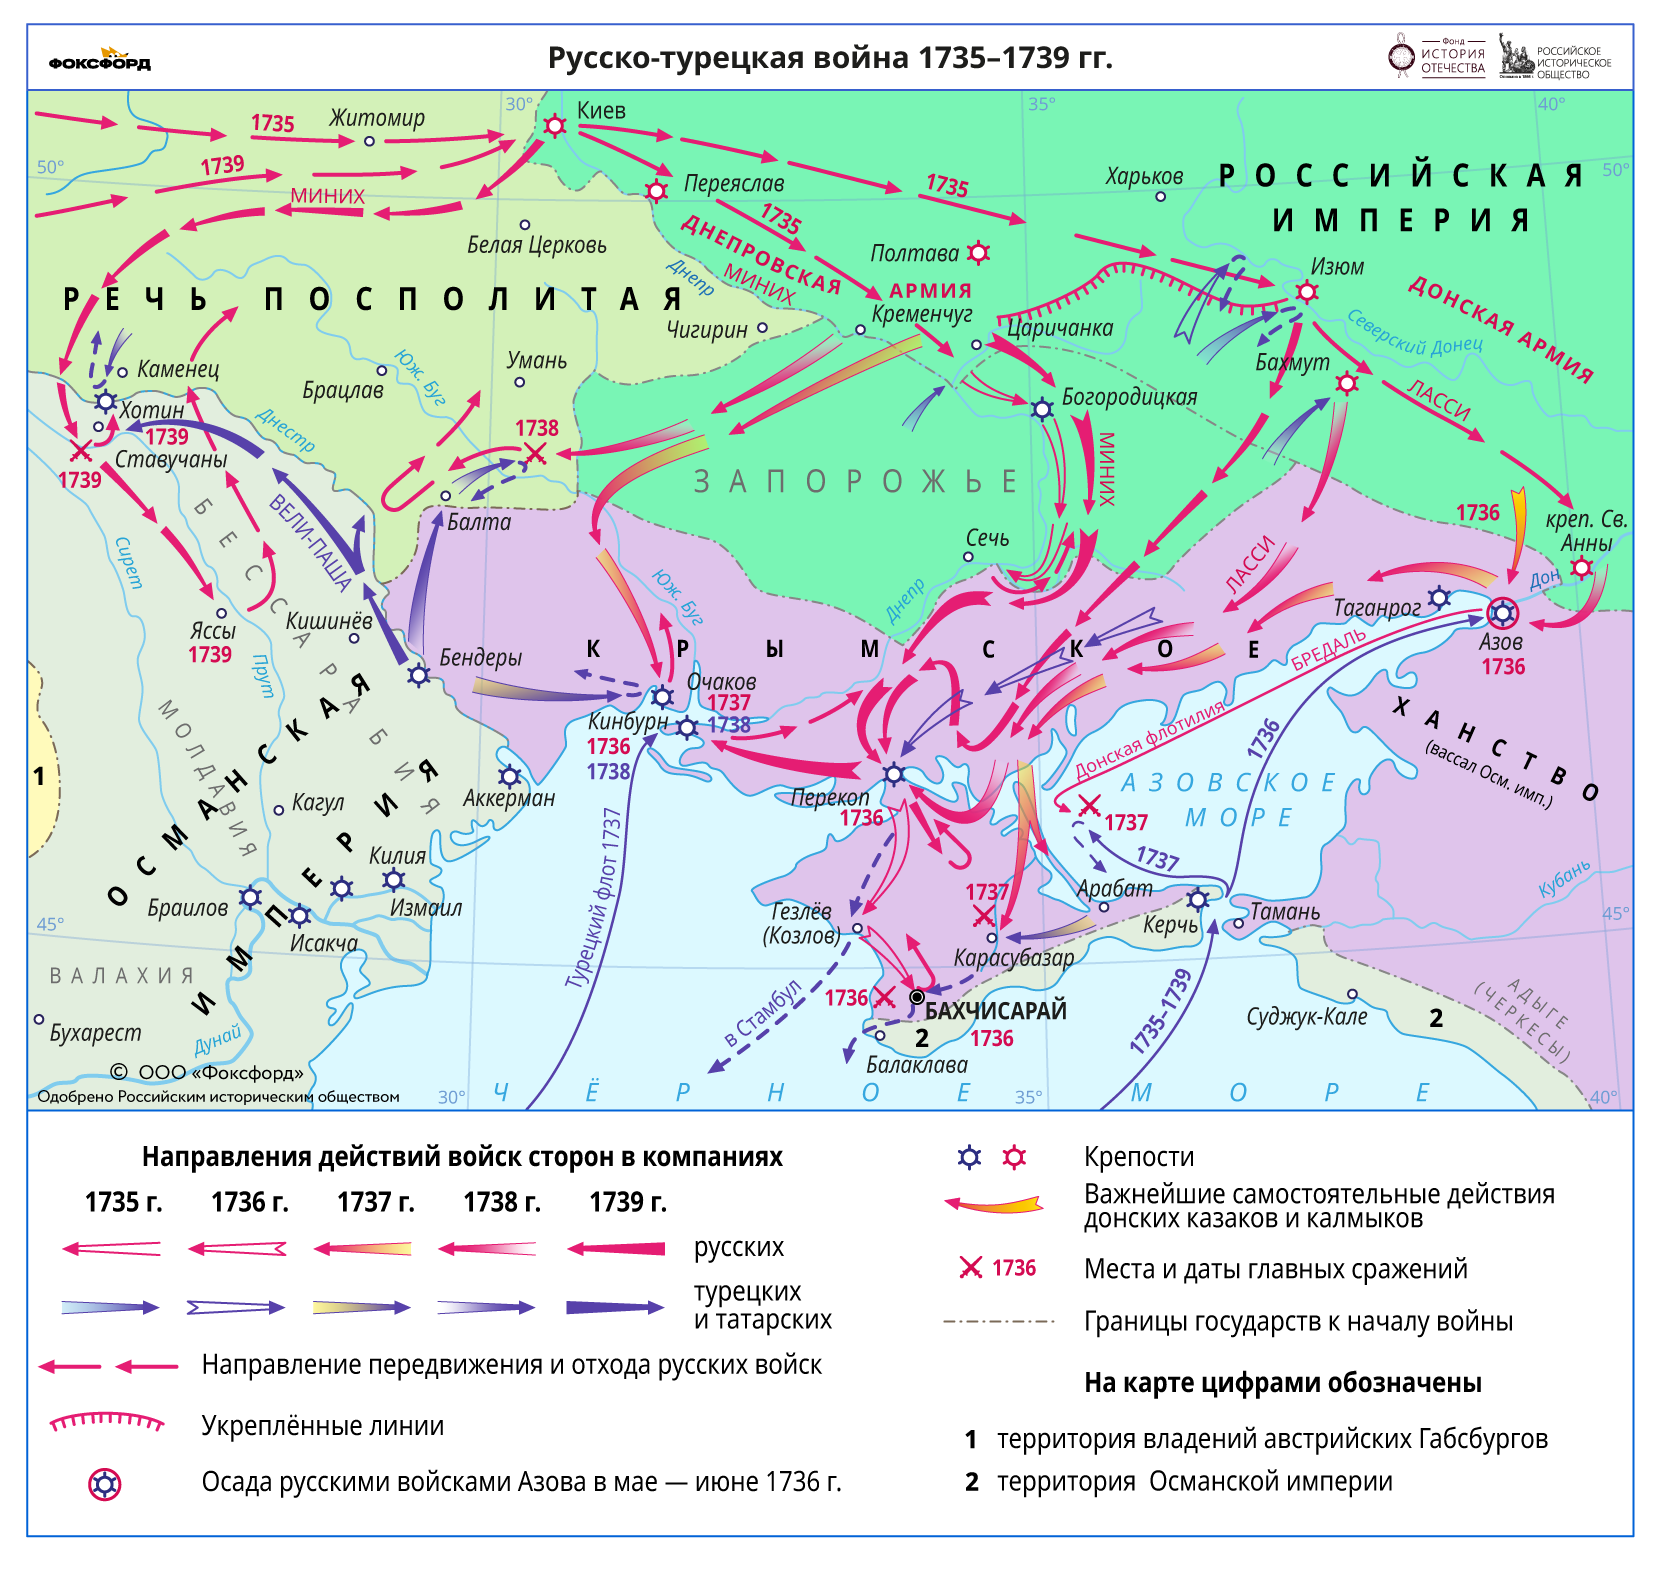 ФОКСФОРД
Русско-турецкая война 1735–1739 гг.
Фонд
ИСТОРИЯ
ОТЕЧЕСТВА
РОССИЙСКОЕ
ИСТОРИЧЕСКОЕ
ОБЩЕСТВО
30°
35°
40°
50°
50°
1735
Житомир
Киев
1739
МИНИХ
Переяслав
1735
Харьков
РОССИЙСКАЯ
ИМПЕРИЯ
Белая Церковь
1735
ДНЕПРОВСКАЯ
АРМИЯ
МИНИХ
Днепр
Полтава
Изюм
ДОНСКАЯ АРМИЯ
РЕЧЬ ПОСПОЛИТАЯ
Чигирин
Кременчуг
Царичанка
Северский Донец
Каменец
Юж. Буг
Умань
Брацлав
Бахмут
Богородицкая
ЛАССИ
Хотин
1739
Днестр
Ставучаны
1739
1738
ЗАПОРОЖЬЕ
МИНИХ
БЕССАРАБИЯ
ВЕЛИ-ПАША
Балта
1736
креп. Св.
Анны
Сечь
Сирет
ЛАССИ
Дон
Юж. Буг
Днепр
Таганрог
Яссы
1739
Кишинёв
Азов
1736
БРЕДАЛЬ
Прут
Бендеры
КРЫМСКОЕ
Очаков
1737
1738
Кинбурн
1736
1738
МОЛДАВИЯ
ОСМАНСКАЯ
ИМПЕРИЯ
ХАНСТВО
(вассал Осм. имп.)
Донская флотилия
1736
АЗОВСКОЕ
МОРЕ
1
Кагул
Аккерман
Перекоп
1736
1737
1737
Турецкий флот 1737
Килия
Измаил
Браилов
Исакча
Арабат
1737
Гезлёв
(Козлов)
Керчь
Тамань
Кубань
45°
45°
Карасубазар
ВАЛАХИЯ
1736
БАХЧИСАРАЙ
1736
2
в Стамбул
Балаклава
1735–1739
Суджук-Кале
2
АДЫГЕ
(ЧЕРКЕСЫ)
Бухарест
Дунай
© ООО «Фоксфорд»
Одобрено Российским историческим обществом
30°
35°
40°
ЧЁРНОЕ МОРЕ
Направления действий войск сторон в компаниях
1735 г. 1736 г. 1737 г. 1738 г. 1739 г.
русских
турецких
и татарских
Направление передвижения и отхода русских войск
Укреплённые линии
Осада русскими войсками Азова в мае — июне 1736 г.
Крепости
Важнейшие самостоятельные действия
донских казаков и калмыков
1736
Места и даты главных сражений
Границы государств к началу войны
На карте цифрами обозначены
1 территория владений австрийских Габсбургов
2 территория Османской империи